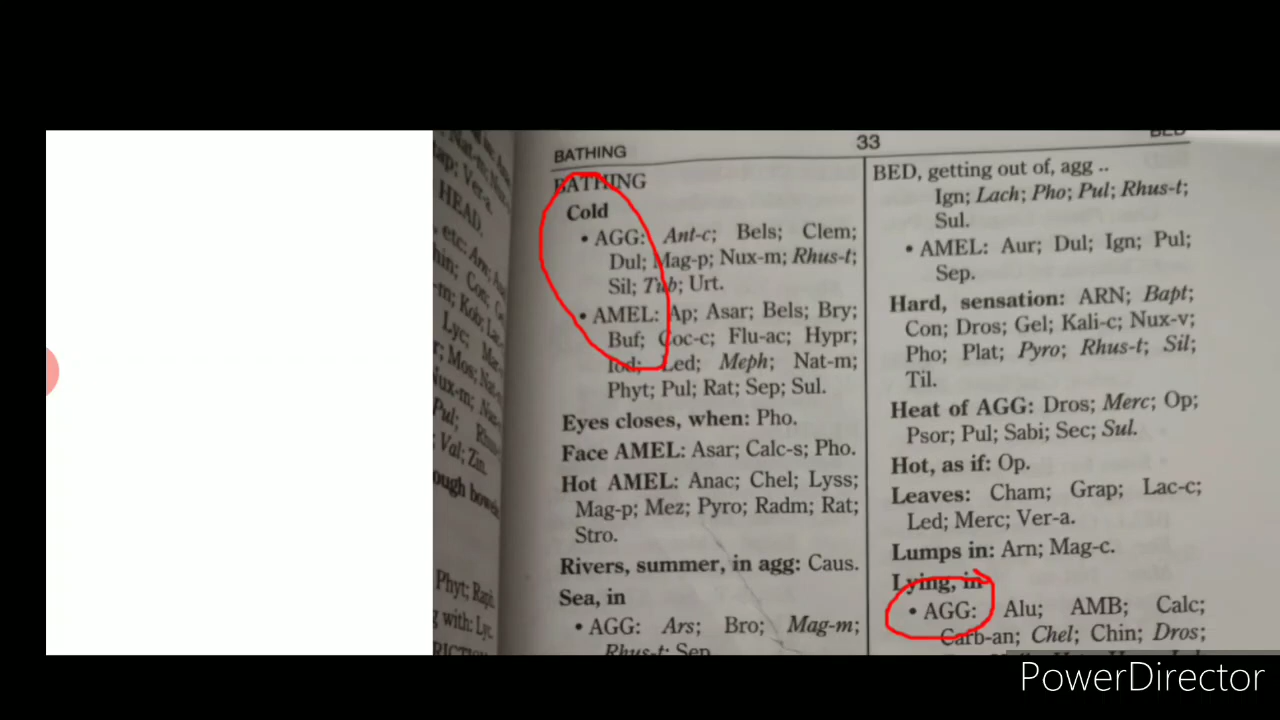 BATHING
33
BED
BATHING
Cold
• AGG: Ant-c; Bels; Clem;
Dul; Mag-p; Nux-m; Rhus-t;
Sil; Tub; Urt.
• AMEL: Ap; Asar; Bels; Bry;
Buf; Coc-c; Flu-ac; Hypr;
Iod; Led; Meph; Nat-m;
Phyt; Pul; Rat; Sep; Sul.
Eyes closes, when: Pho.
Face AMEL: Asar; Calc-s; Pho.
Hot AMEL: Anac; Chel; Lyss;
Mag-p; Mez; Pyro; Radm; Rat;
Stro.
Rivers, summer, in agg: Caus.
Sea, in
• AGG: Ars; Bro; Mag-m;
Rhus-t; Sep
BED, getting out of, agg ..
Ign; Lach; Pho; Pul; Rhus-t;
Sul.
• AMEL: Aur; Dul; Ign; Pul;
Sep.
Hard, sensation: ARN; Bapt;
Con; Dros; Gel; Kali-c; Nux-v;
Pho; Plat; Pyro; Rhus-t; Sil;
Til.
Heat of AGG: Dros; Merc; Op;
Psor; Pul; Sabi; Sec; Sul.
Hot, as if: Op.
Leaves: Cham; Grap; Lac-c;
Led; Merc; Ver-a.
Lumps in: Arn; Mag-c.
Lying, in
• AGG: Alu; AMB; Calc;
Carb-an; Chel; Chin; Dros;
PowerDirector